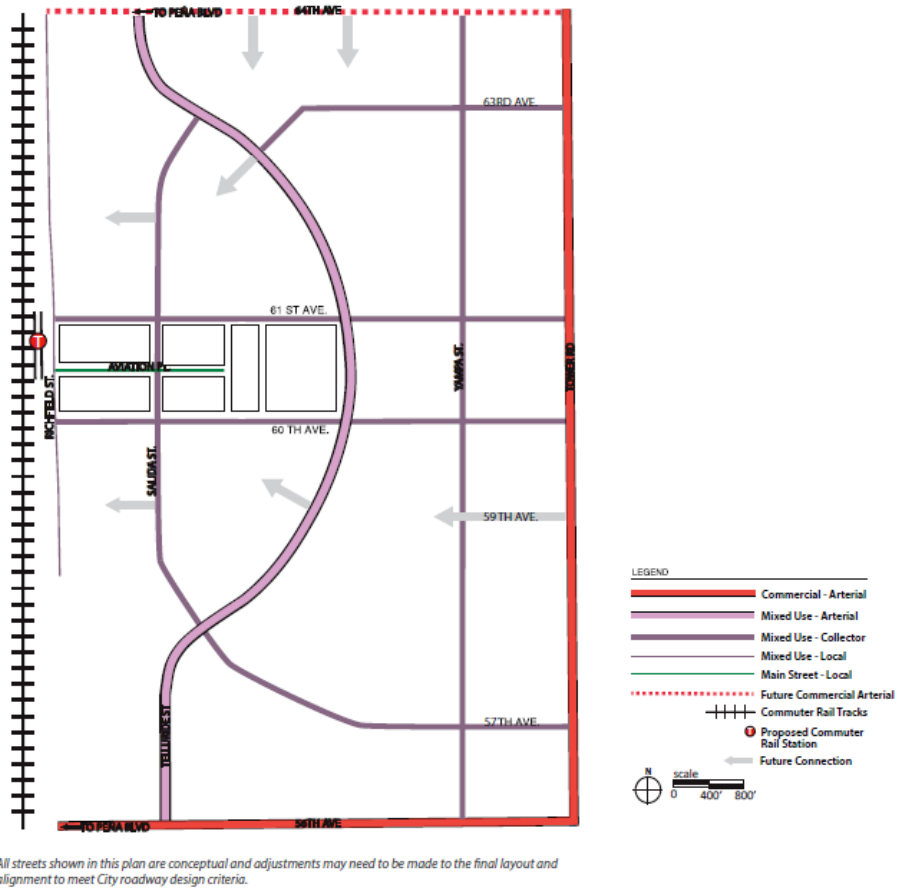 TO PEÑA BLVD
64TH AVE
63RD AVE.
61 ST AVE.
AVIATION PL.
RICHFIELD ST.
YAMPA ST.
TOWER RD
T
60 TH AVE.
SALIDA ST.
59TH AVE.
57TH AVE.
TELLURIDE ST
TO PEÑA BLVD
56TH AVE
LEGEND
Commercial - Arterial
Mixed Use - Arterial
Mixed Use - Collector
Mixed Use - Local
Main Street - Local
Future Commercial Arterial
Commuter Rail Tracks
T
Proposed Commuter
Rail Station
Future Connection
N
scale
0 400' 800'
All streets shown in this plan are conceptual and adjustments may need to be made to the final layout and
alignment to meet City roadway design criteria.